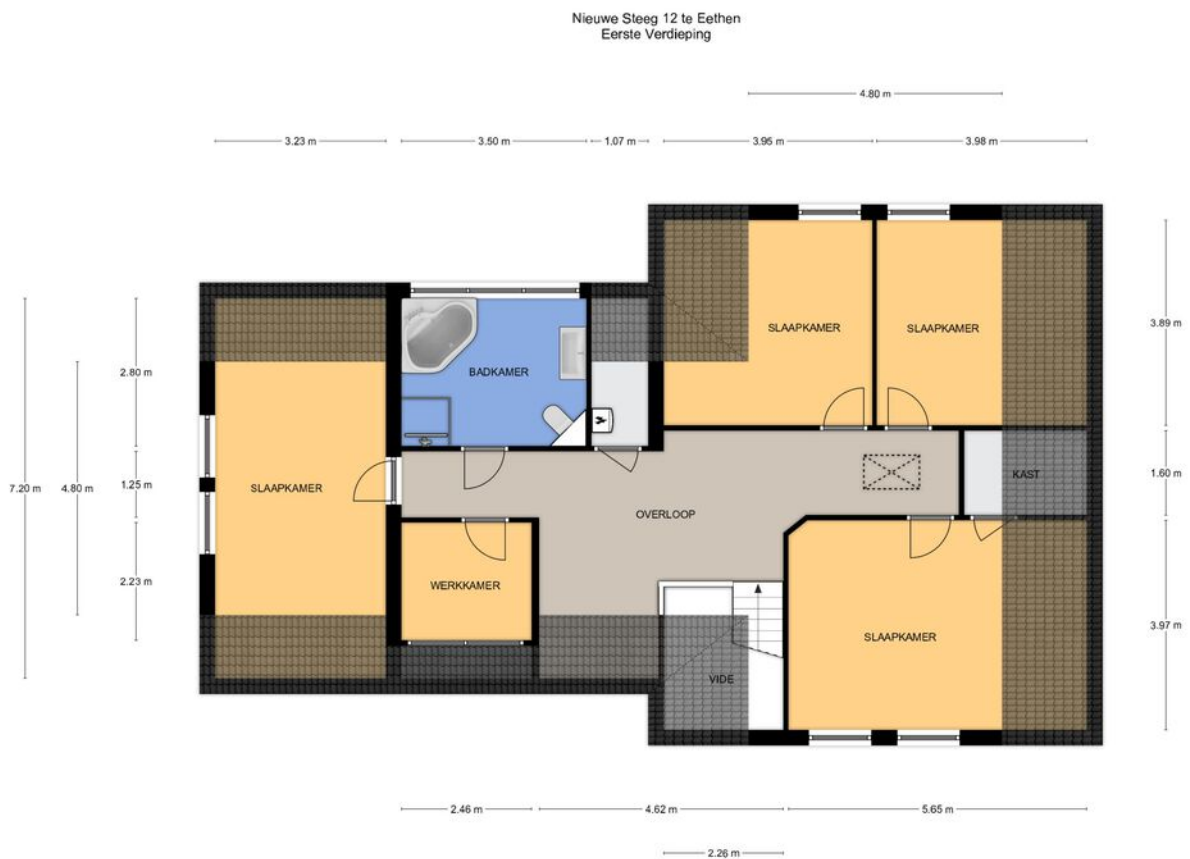 Nieuwe Steeg 12 te Eethen
Eerste Verdieping
4.80 m
3.23 m
3.50 m
1.07 m
3.95 m
3.98 m
SLAAPKAMER
SLAAPKAMER
3.89 m
2.80 m
BADKAMER
7.20 m
4.80 m
1.25 m
SLAAPKAMER
KAST
1.60 m
OVERLOOP
2.23 m
WERKKAMER
SLAAPKAMER
3.97 m
VIDE
2.46 m
4.62 m
5.65 m
2.26 m